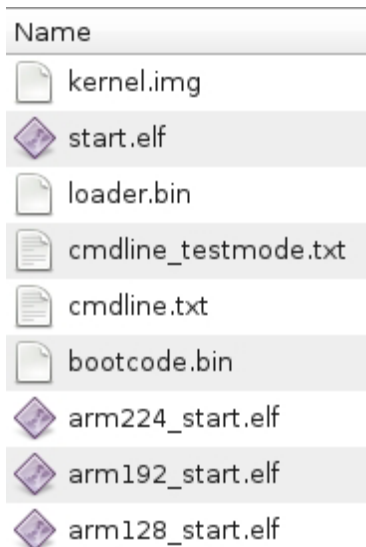 Name
kernel.img
start.elf
loader.bin
cmdline_testmode.txt
cmdline.txt
bootcode.bin
arm224_start.elf
arm192_start.elf
arm128_start.elf